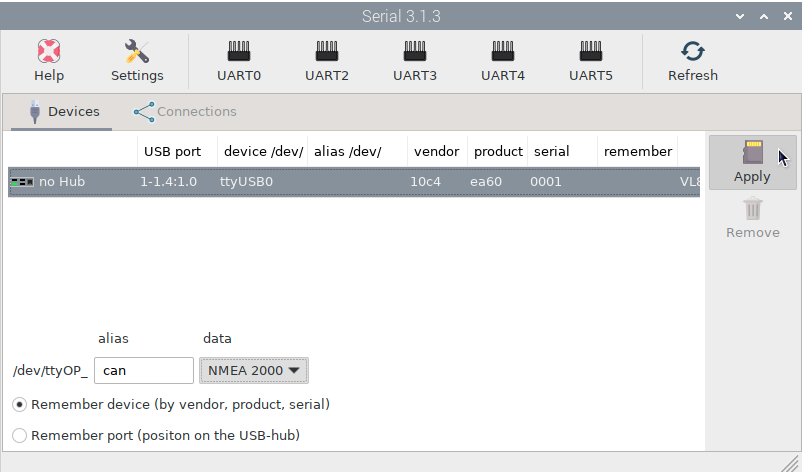 Serial 3.1.3
Help Settings UART0 UART2 UART3 UART4 UART5 Refresh
Devices Connections
USB port device /dev/ alias /dev/ vendor product serial remember
no Hub 1-1.4:1.0 ttyUSB0 10c4 ea60 0001
Apply
Remove
alias data
/dev/ttyOP_ can NMEA 2000
Remember device (by vendor, product, serial)
Remember port (positon on the USB-hub)